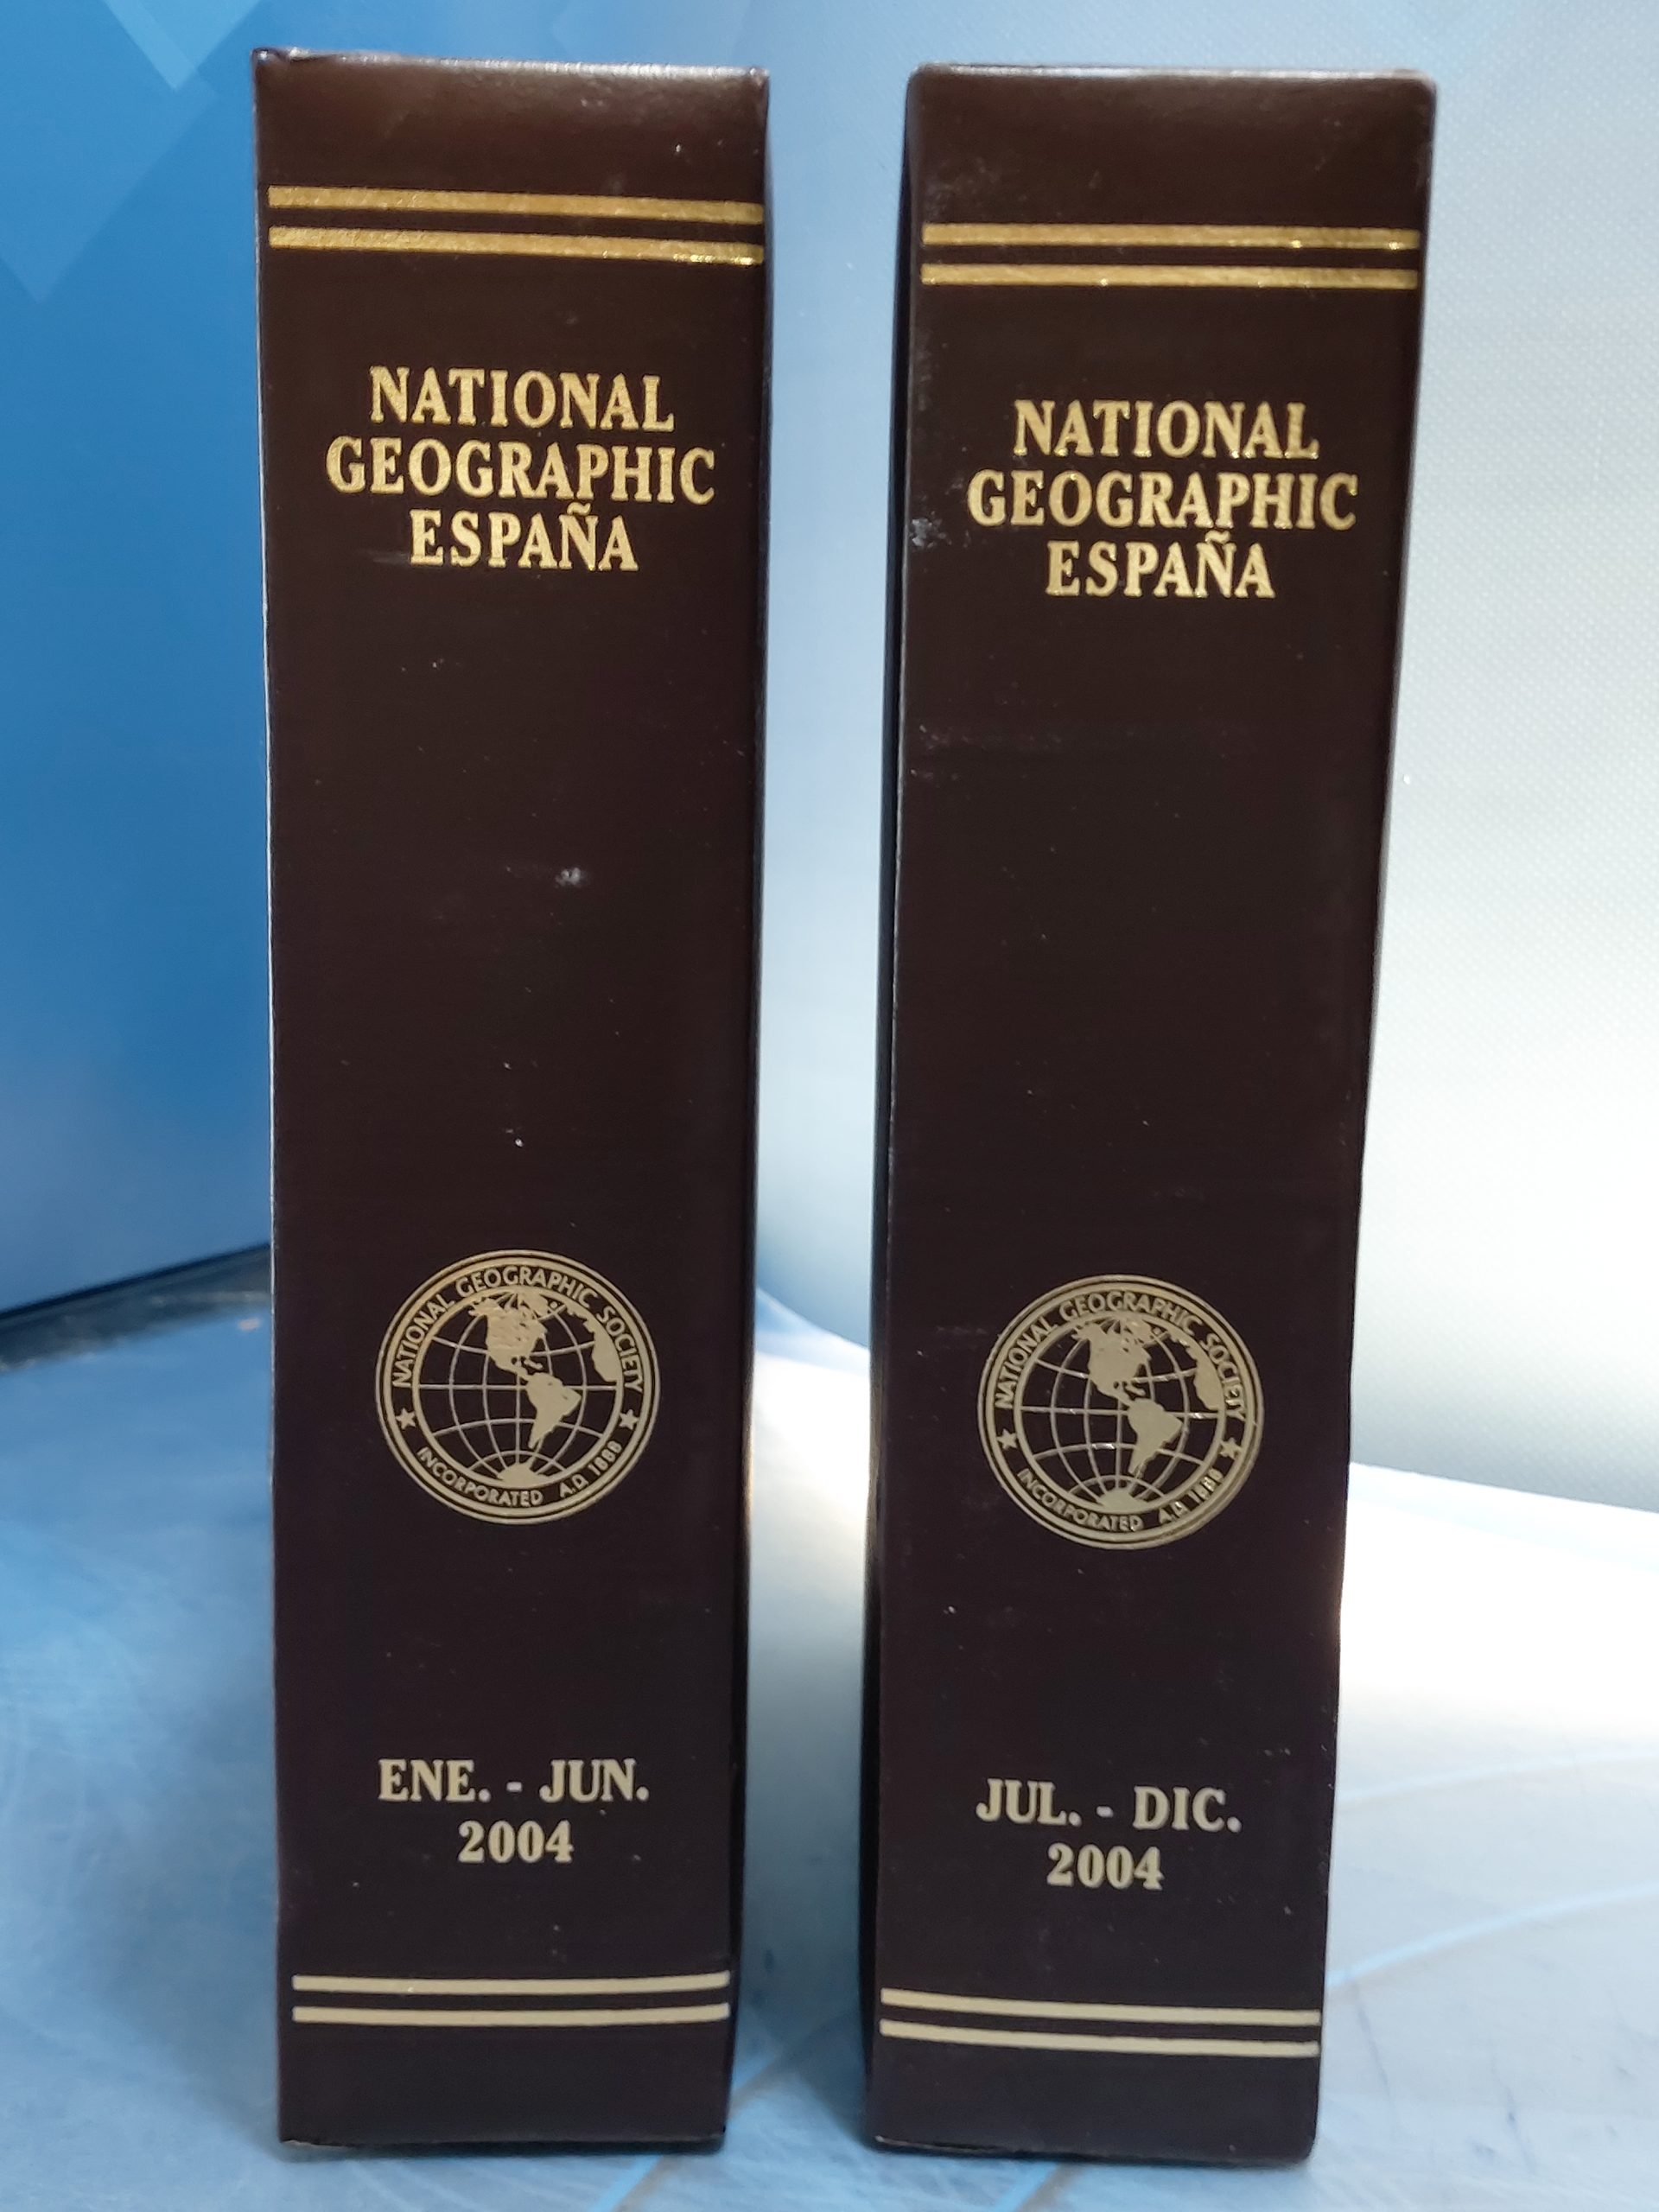 NATIONAL
GEOGRAPHIC
ESPAÑA
NATIONAL GEOGRAPHIC SOCIETY
INCORPORATED A.D. 1888
ENE. - JUN.
2004
NATIONAL
GEOGRAPHIC
ESPAÑA
NATIONAL GEOGRAPHIC SOCIETY
INCORPORATED A.D. 1888
JUL. - DIC.
2004